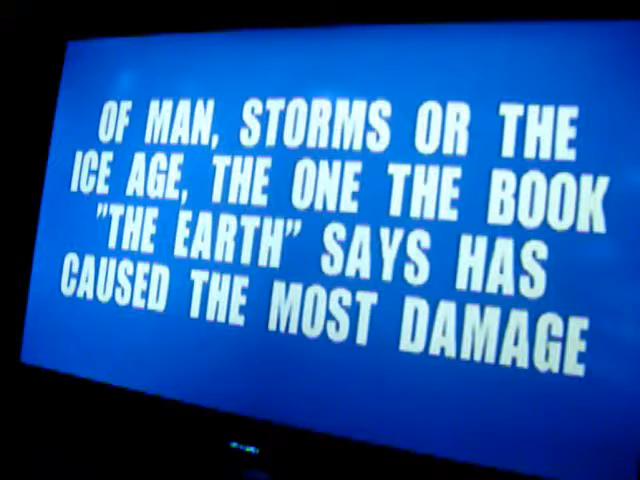 OF MAN, STORMS OR THE
ICE AGE, THE ONE THE BOOK
"THE EARTH" SAYS HAS
CAUSED THE MOST DAMAGE